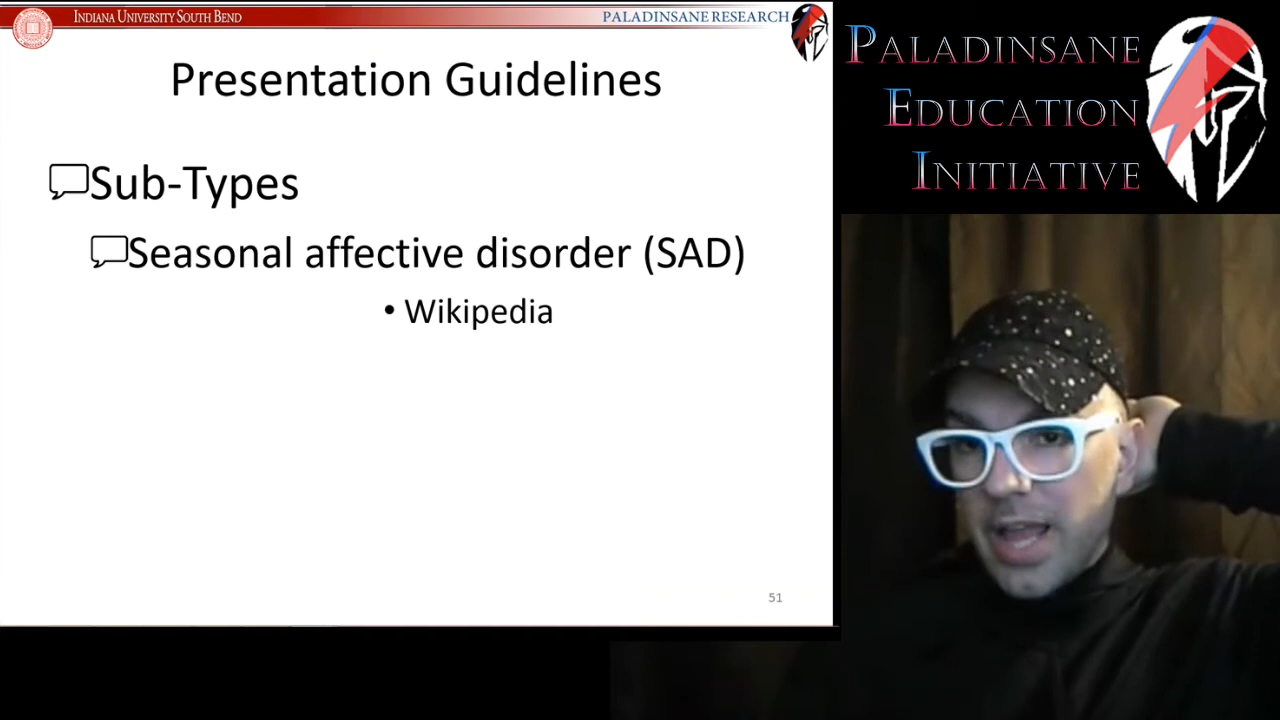 INDIANA UNIVERSITY SOUTH BEND
PALADINSANE RESEARCH
Presentation Guidelines
Sub-Types
Seasonal affective disorder (SAD)
• Wikipedia
51
PALADINSANE
EDUCATION
INITIATIVE